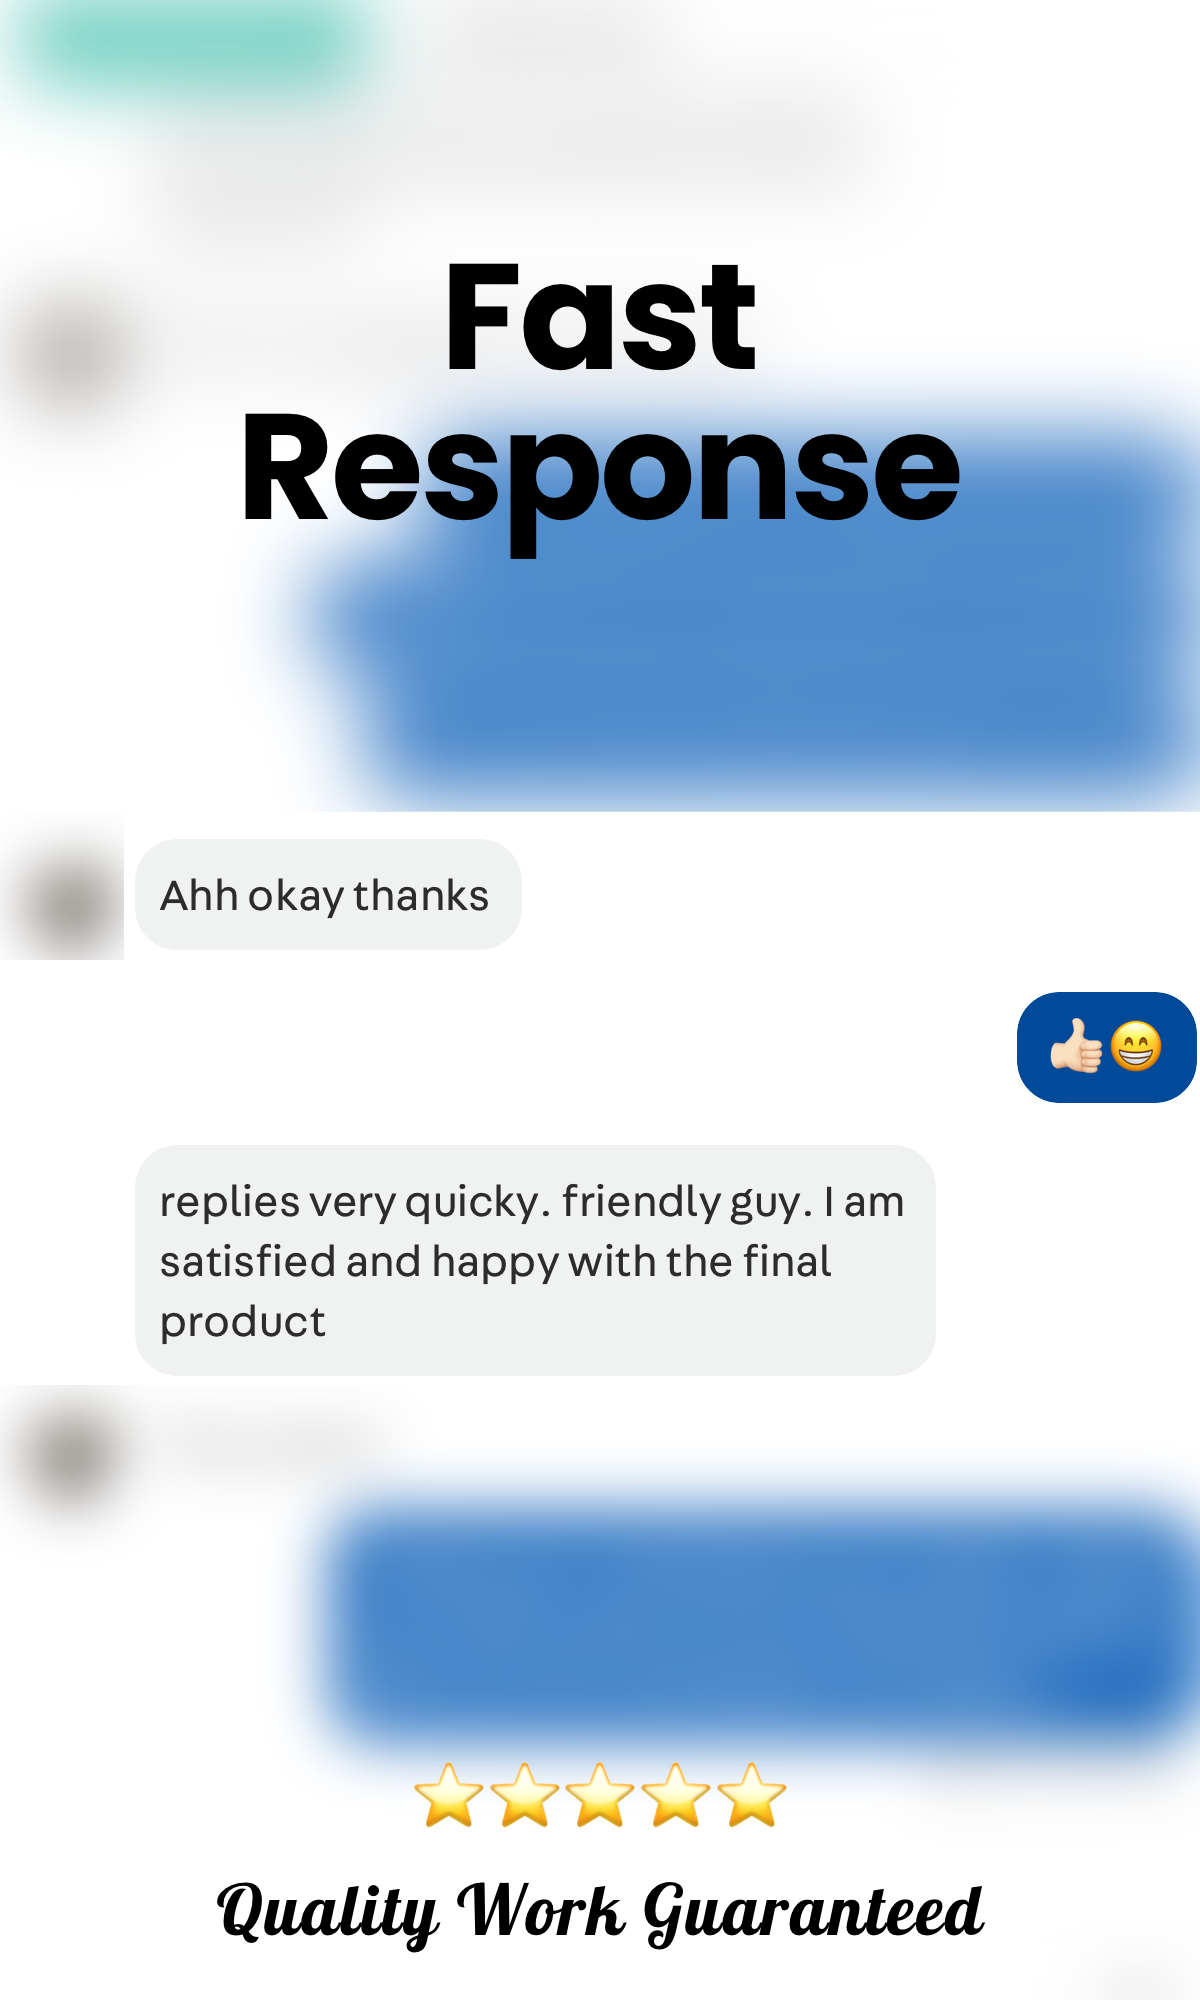 Fast
Response
Ahh okay thanks
👍🏻😁
replies very quicky. friendly guy. I am
satisfied and happy with the final
product
⭐⭐⭐⭐⭐
Quality Work Guaranteed